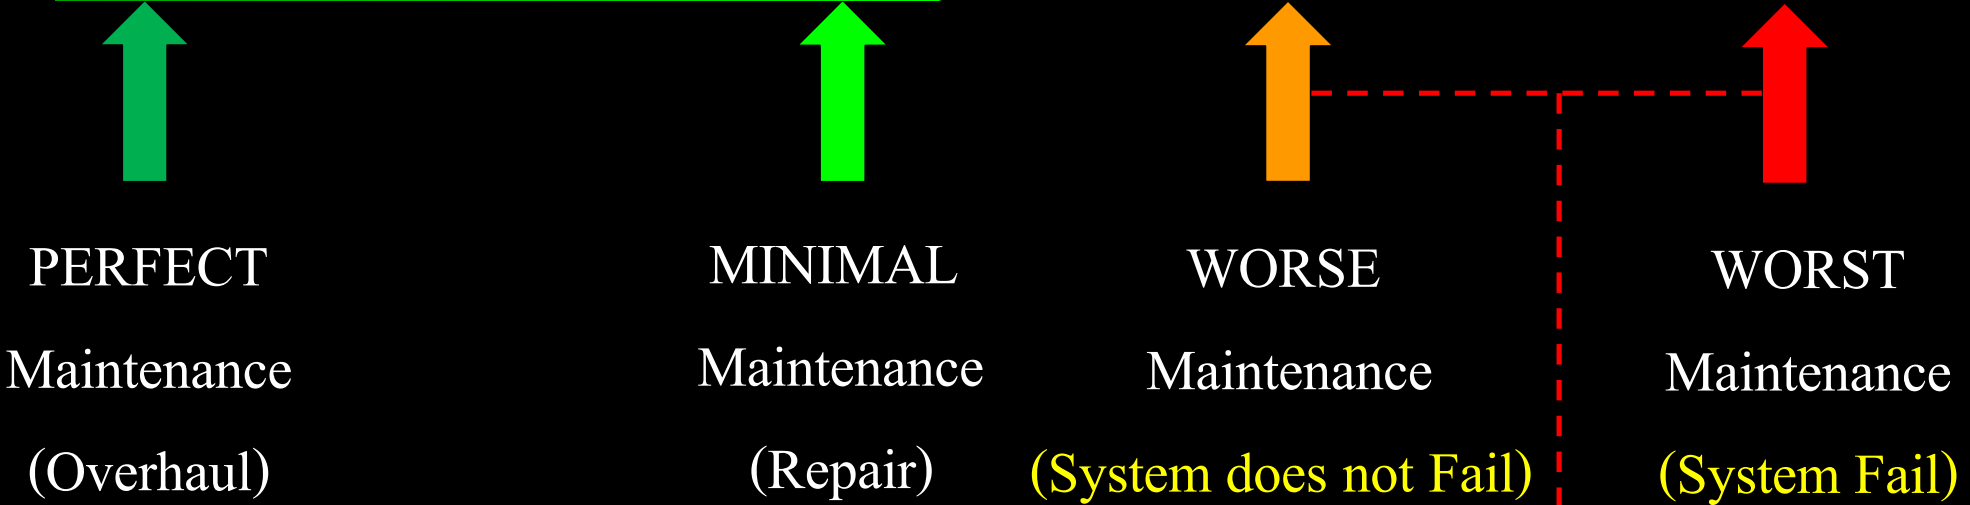 PERFECT
Maintenance
(Overhaul)
MINIMAL
Maintenance
(Repair)
WORSE
Maintenance
(System does not Fail)
WORST
Maintenance
(System Fail)